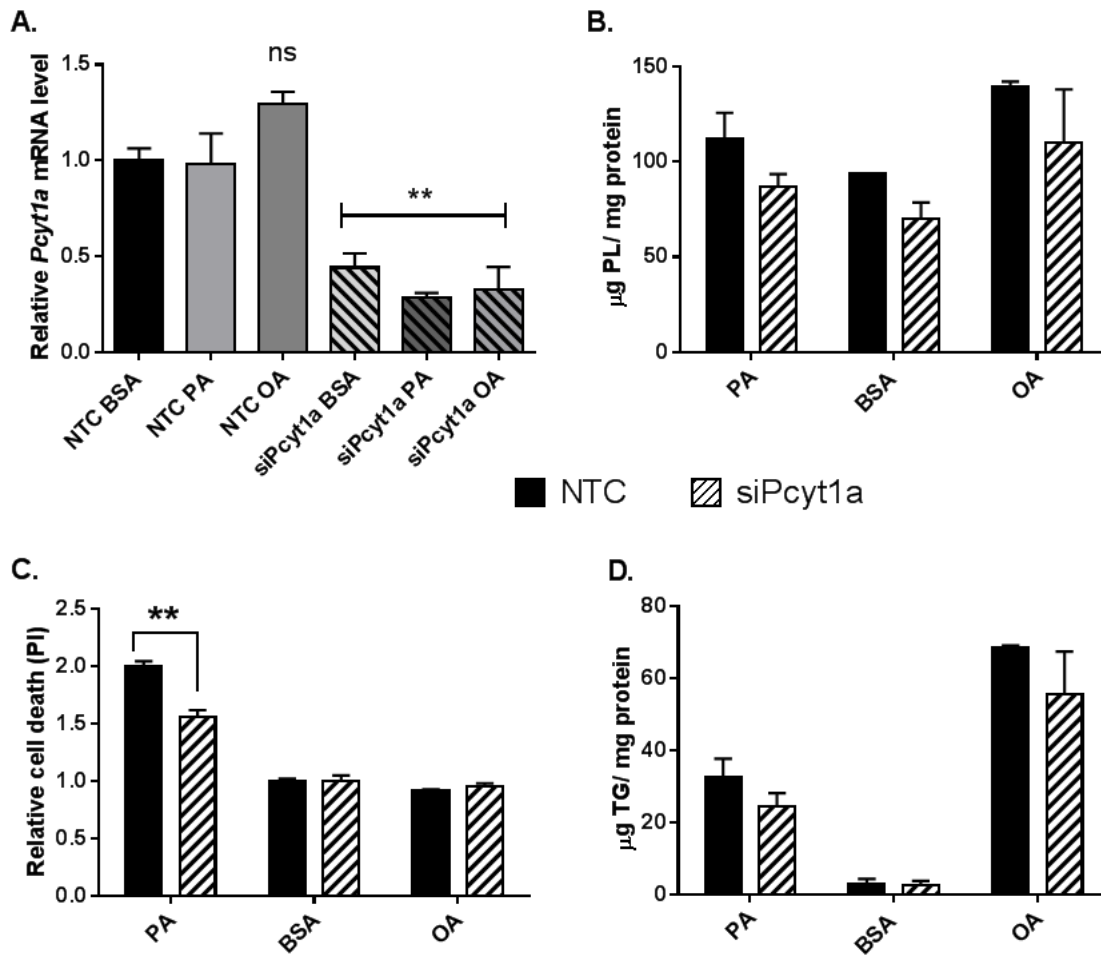 A.
Relative Pcyt1a mRNA level
1.5
1.0
0.5
0.0
ns
**
NTC BSA
NTC PA
NTC OA
siPcyt1a BSA
siPcyt1a PA
siPcyt1a OA
B.
μg PL/ mg protein
150
100
50
0
PA
BSA
OA
NTC
siPcyt1a
C.
Relative cell death (PI)
2.5
2.0
1.5
1.0
0.5
0.0
**
PA
BSA
OA
D.
μg TG/ mg protein
80
60
40
20
0
PA
BSA
OA